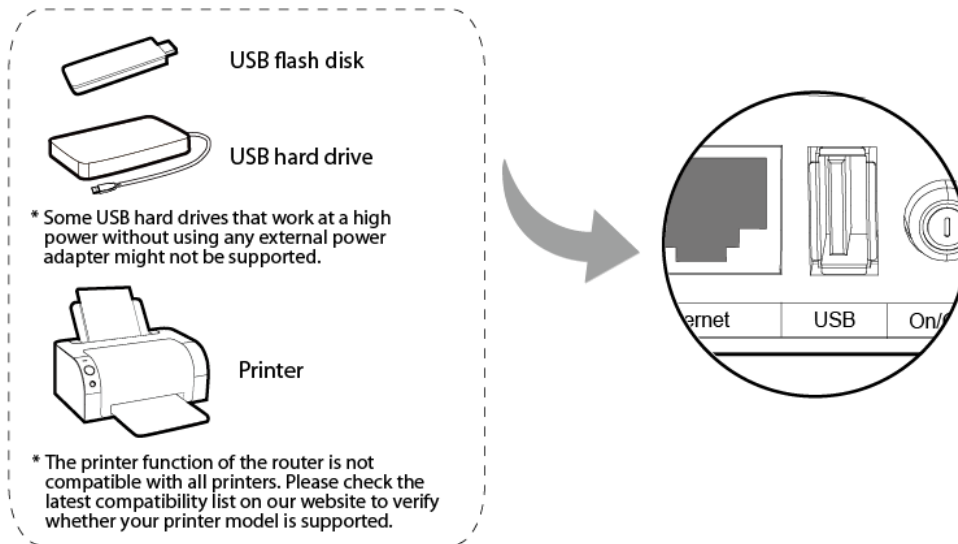 USB flash disk
USB hard drive
* Some USB hard drives that work at a high
power without using any external power
adapter might not be supported.
Printer
* The printer function of the router is not
compatible with all printers. Please check the
latest compatibility list on our website to verify
whether your printer model is supported.
ernet
USB
On/